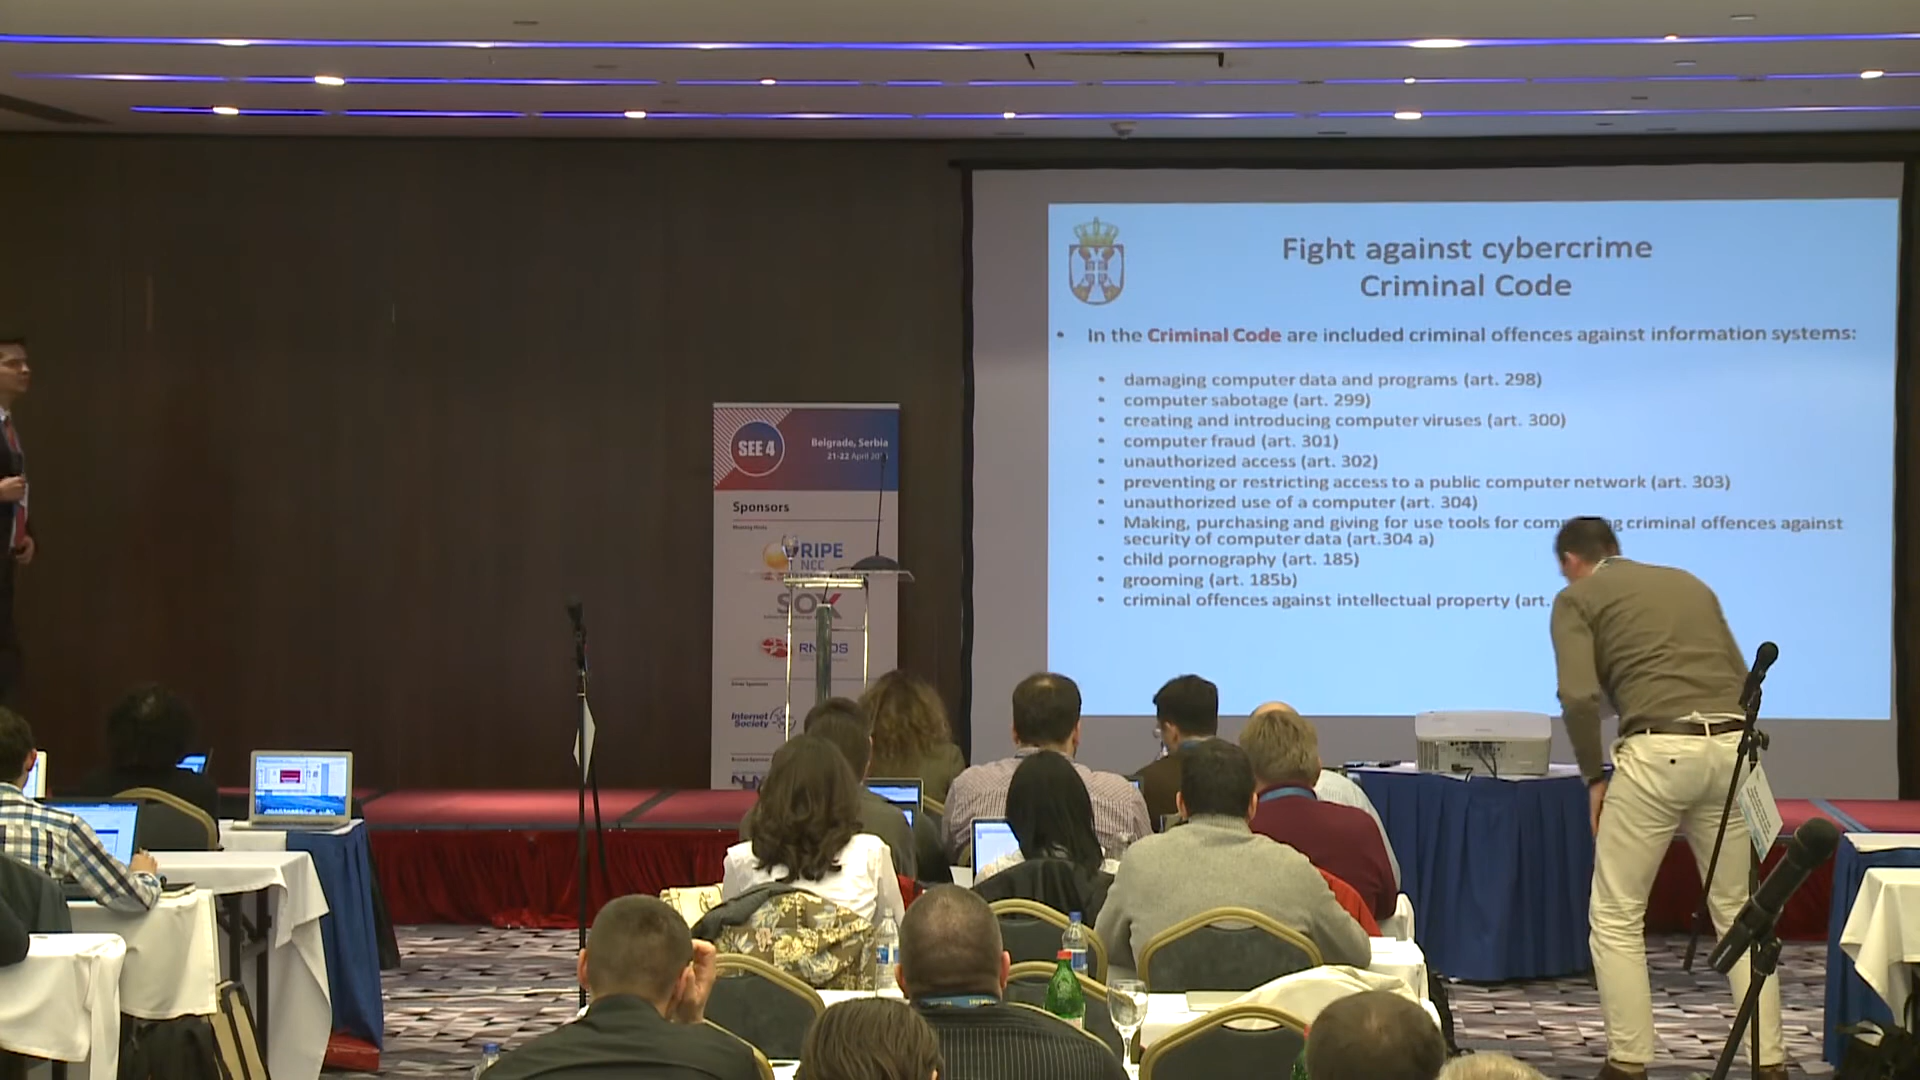 Fight against cybercrime
Criminal Code
• In the Criminal Code are included criminal offences against information systems:
• damaging computer data and programs (art. 298)
• computer sabotage (art. 299)
• creating and introducing computer viruses (art. 300)
• computer fraud (art. 301)
• unauthorized access (art. 302)
• preventing or restricting access to a public computer network (art. 303)
• unauthorized use of a computer (art. 304)
• Making, purchasing and giving for use tools for criminal offences against
security of computer data (art.304 a)
• child pornography (art. 185)
• grooming (art. 185b)
• criminal offences against intellectual property (art.
SEE 4
Belgrade, Serbia
21-22 April
Sponsors
RIPE
NCC
SOX
Internet
Society